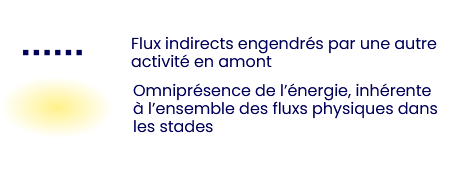 Flux indirects engendrés par une autre
activité en amont
Omniprésence de l’énergie, inhérente
à l’ensemble des fluxs physiques dans
les stades